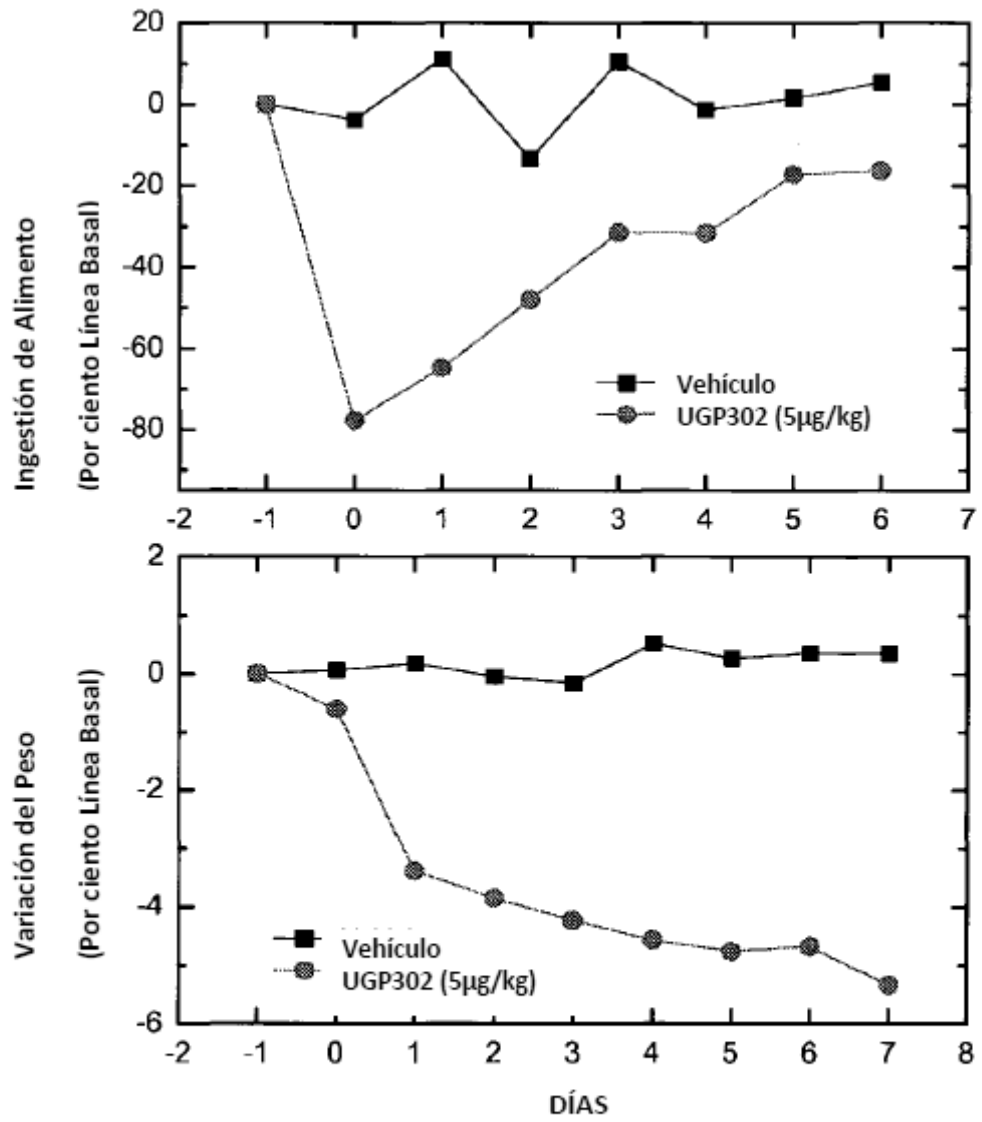 Ingestión de Alimento
(Por ciento Línea Basal)
20
0
-20
-40
-60
-80
Vehículo
UGP302 (5µg/kg)
-2 -1 0 1 2 3 4 5 6 7
Variación del Peso
(Por ciento Línea Basal)
2
0
-2
-4
-6
Vehículo
UGP302 (5µg/kg)
-2 -1 0 1 2 3 4 5 6 7 8
DÍAS